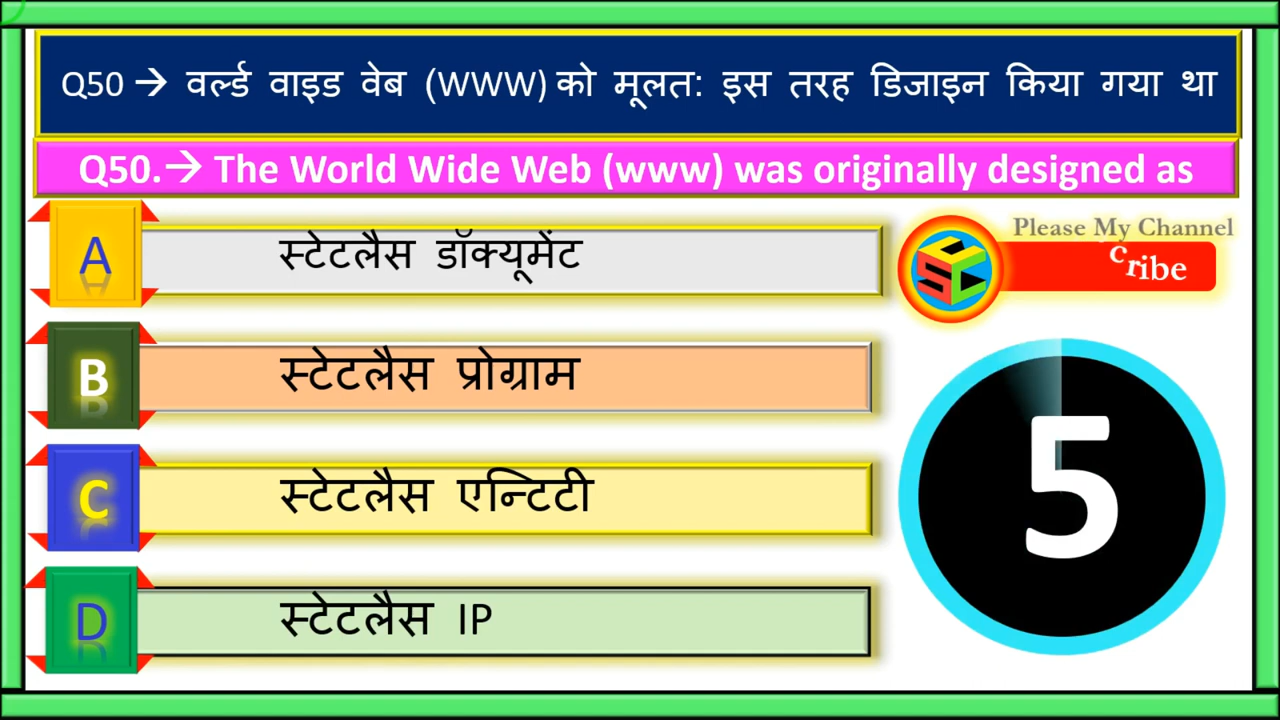 Q50 → वर्ल्ड वाइड वेब (WWW) को मूलत: इस तरह डिजाइन किया गया था
Q50.→ The World Wide Web (www) was originally designed as
A स्टेटलैस डॉक्यूमेंट
Please My Channel
cribe
B स्टेटलैस प्रोग्राम
C स्टेटलैस एन्टिटी
5
D स्टेटलैस IP